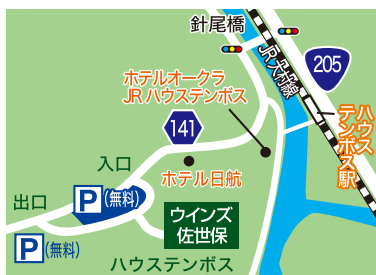 針尾橋
JR大村線
205
ホテルオークラ
JRハウステンボス
ハウス
テンボス駅
141
入口
ホテル日航
P(無料)
出口
ウインズ
佐世保
P(無料)
ハウステンボス